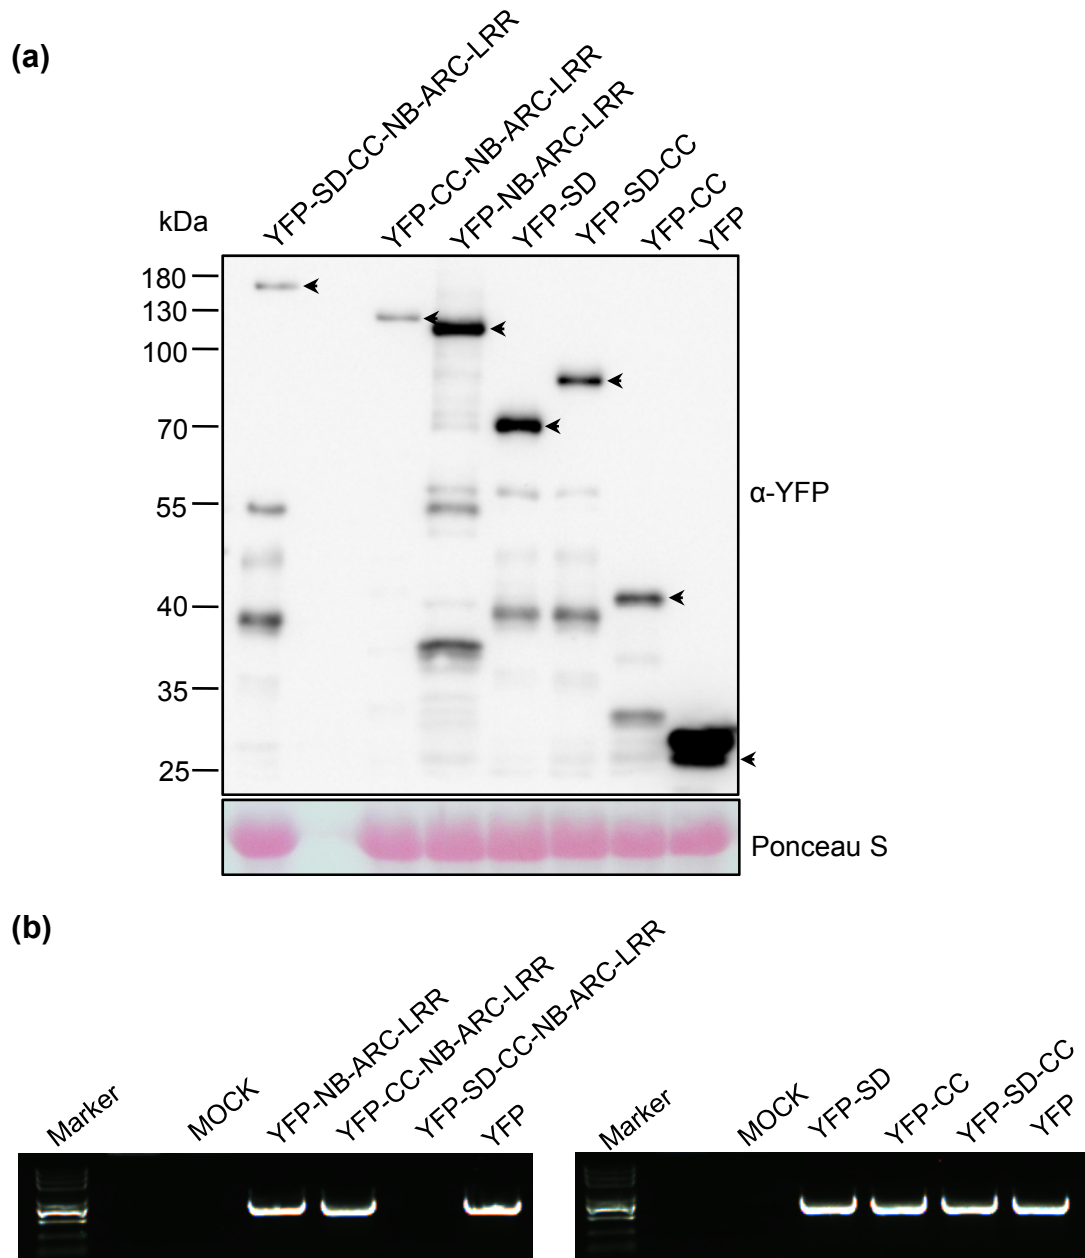 (a)
YFP-SD-CC-NB-ARC-LRR
YFP-CC-NB-ARC-LRR
YFP-NB-ARC-LRR
YFP-SD
YFP-SD-CC
YFP-CC
YFP
kDa
180
130
100
70
55
40
35
25
α-YFP
Ponceau S
(b)
Marker
MOCK
YFP-NB-ARC-LRR
YFP-CC-NB-ARC-LRR
YFP-SD-CC-NB-ARC-LRR
YFP
Marker
MOCK
YFP-SD
YFP-CC
YFP-SD-CC
YFP